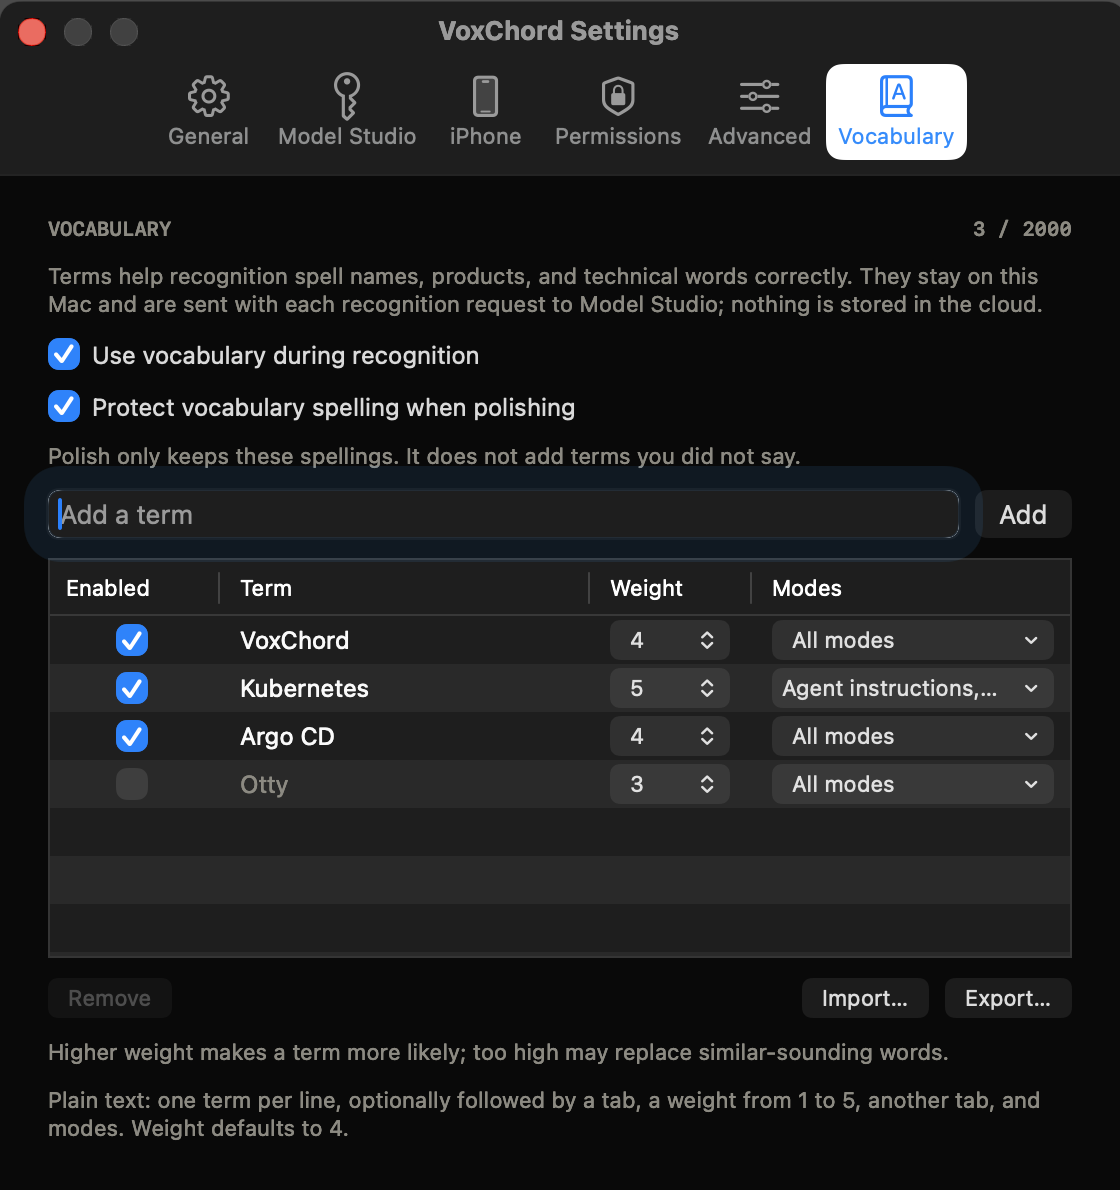 VoxChord Settings
General Model Studio iPhone Permissions Advanced Vocabulary
VOCABULARY 3 / 2000
Terms help recognition spell names, products, and technical words correctly. They stay on this
Mac and are sent with each recognition request to Model Studio; nothing is stored in the cloud.
Use vocabulary during recognition
Protect vocabulary spelling when polishing
Polish only keeps these spellings. It does not add terms you did not say.
Add a term Add
Enabled Term Weight Modes
VoxChord 4 All modes
Kubernetes 5 Agent instructions,...
Argo CD 4 All modes
Otty 3 All modes
Remove Import... Export...
Higher weight makes a term more likely; too high may replace similar-sounding words.
Plain text: one term per line, optionally followed by a tab, a weight from 1 to 5, another tab, and
modes. Weight defaults to 4.